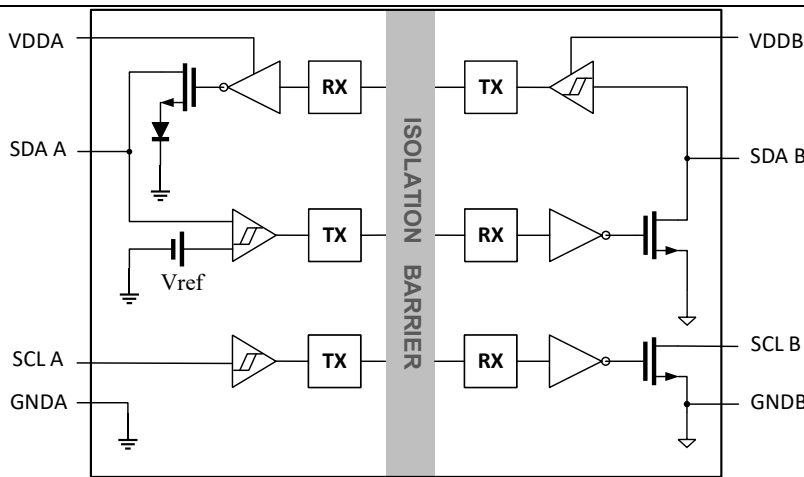 VDDA
VDDB
RX
TX
SDA A
SDA B
ISOLATION BARRIER
TX
RX
Vref
SCL A
TX
RX
SCL B
GNDA
GNDB